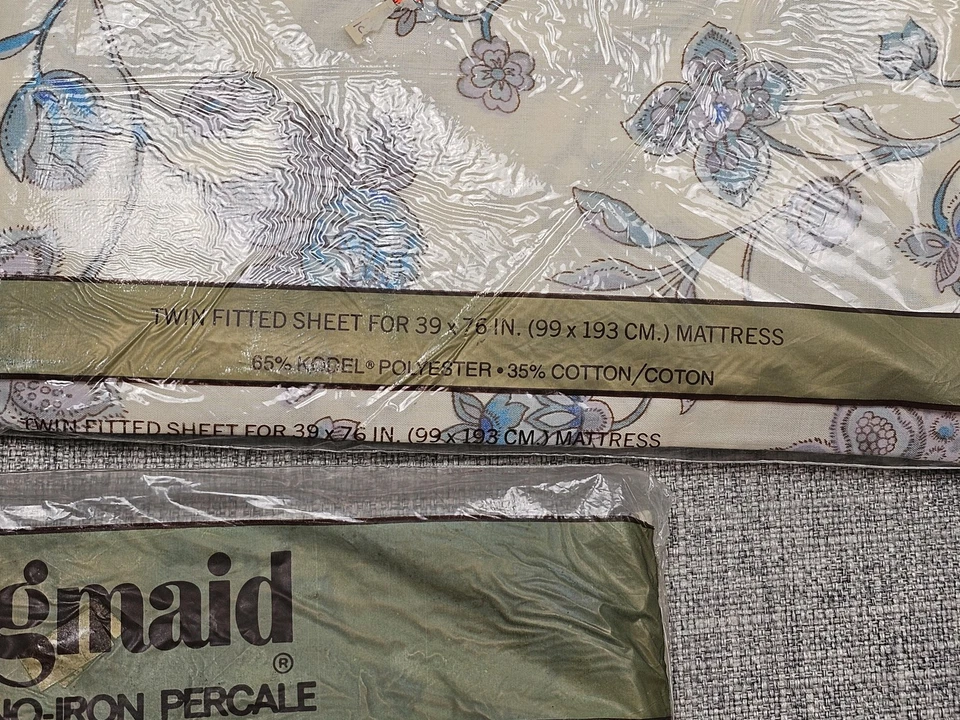 TWIN FITTED SHEET FOR 39 x 76 IN. (99 x 193 CM.) MATTRESS
65% KODEL® POLYESTER • 35% COTTON/COTON
TWIN FITTED SHEET FOR 39 x 76 IN. (99 x 193 CM.) MATTRESS
gmaid
®
NO-IRON PERCALE